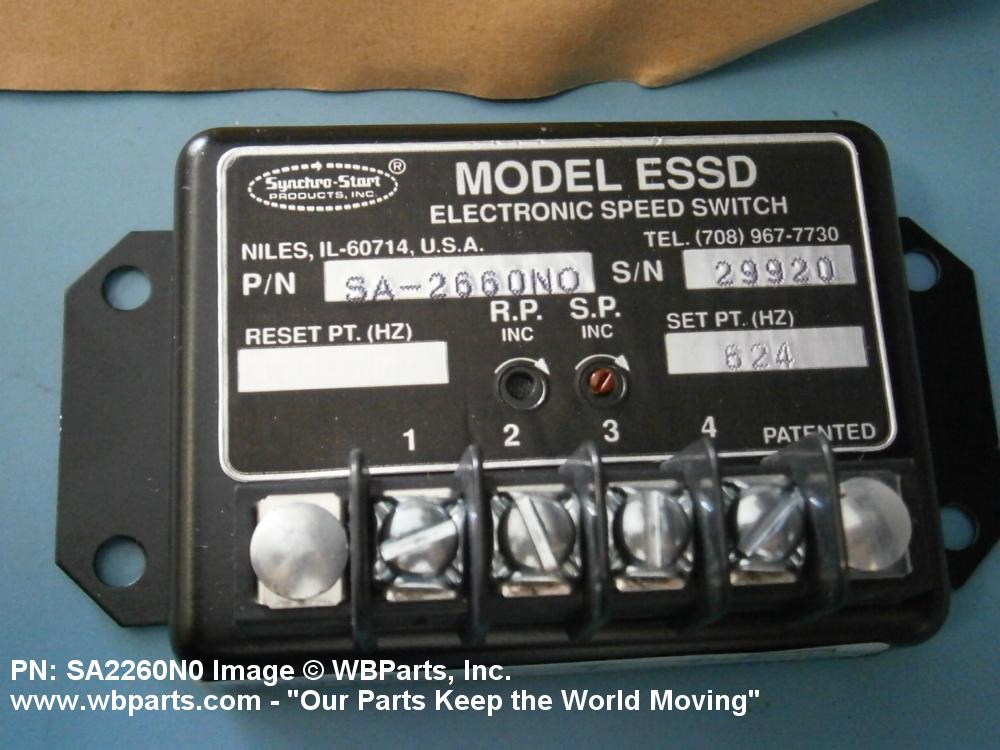 Synchro-Start ®
PRODUCTS, INC.
MODEL ESSD
ELECTRONIC SPEED SWITCH
NILES, IL-60714, U.S.A.
TEL. (708) 967-7730
P/N SA-2660NO S/N 29920
R.P. INC
S.P. INC
RESET PT. (HZ)
SET PT. (HZ)
624
1 2 3 4
PATENTED
PN: SA2260N0 Image © WBParts, Inc.
www.wbparts.com - "Our Parts Keep the World Moving"